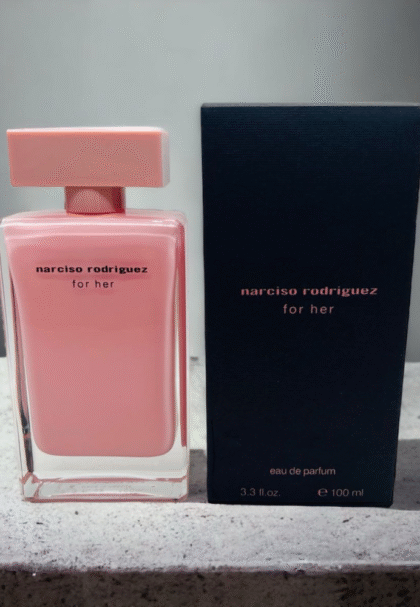 narciso rodriguez
for her
narciso rodriguez
for her
eau de parfum
3.3 fl.oz. ℮ 100 ml